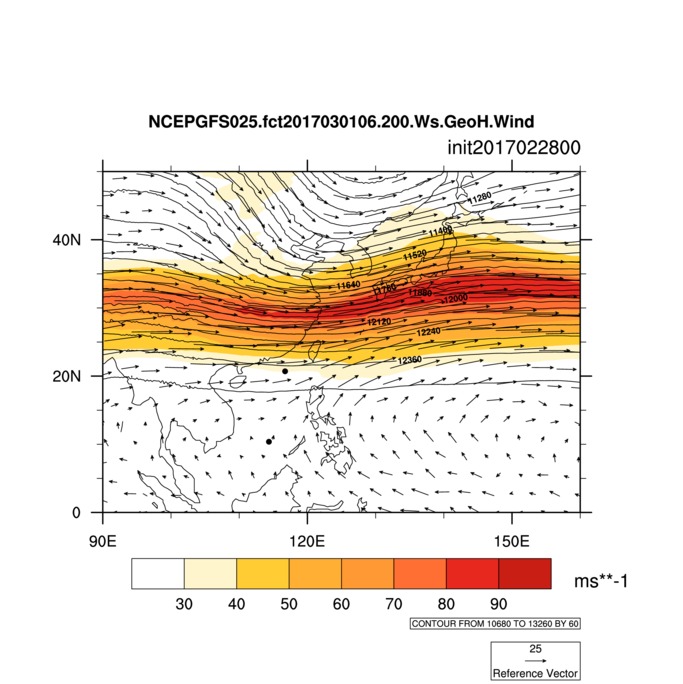 NCEPGFS025.fct2017030106.200.Ws.GeoH.Wind
init2017022800
11280
11400
11520
11640
11760
11880
12000
12120
12240
12360
40N
20N
0
90E 120E 150E
30 40 50 60 70 80 90
ms**-1
CONTOUR FROM 10680 TO 13260 BY 60
25
Reference Vector